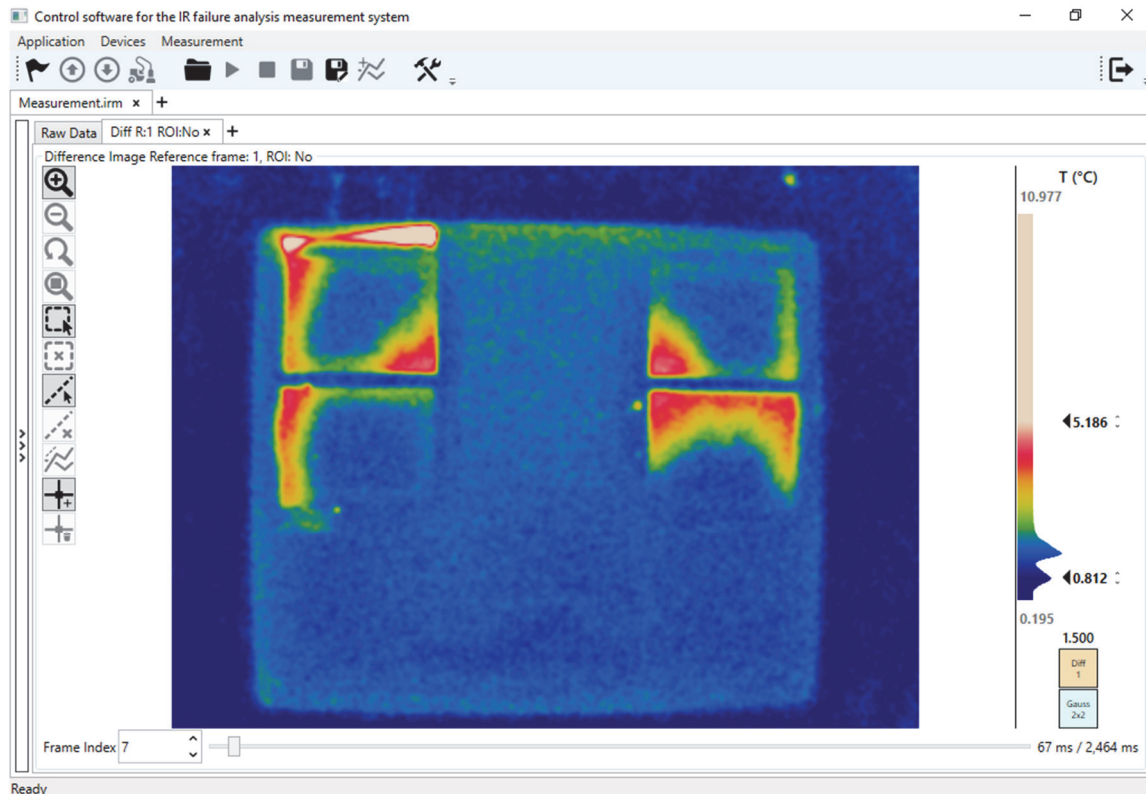 Control software for the IR failure analysis measurement system
Application Devices Measurement
Measurement.irm × +
Raw Data Diff R:1 ROI:No × +
Difference Image Reference frame: 1, ROI: No
T (°C)
10.977
5.186
0.812
0.195
1.500
Diff
1
Gauss
2x2
Frame Index 7 67 ms / 2,464 ms
Ready